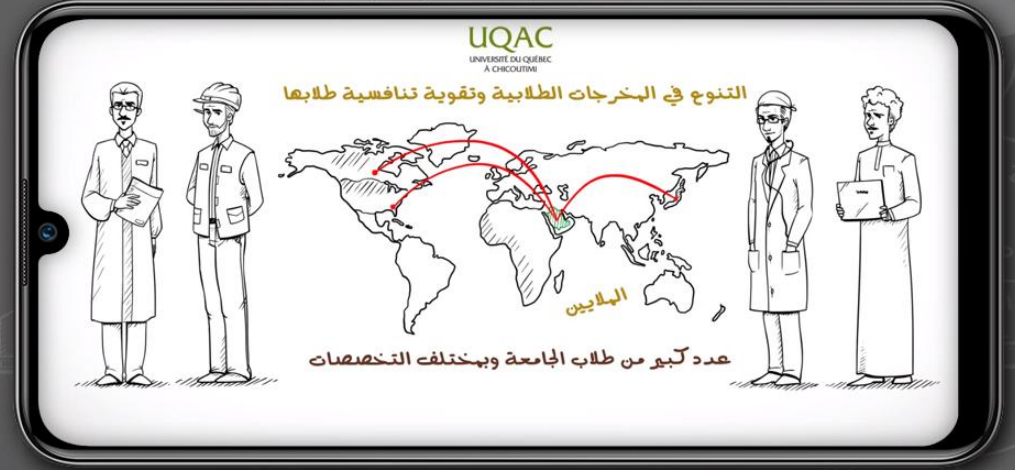 UQAC
UNIVERSITÉ DU QUÉBEC
À CHICOUTIMI
التنوع في المخرجات الطلابية وتقوية تنافسية طلابها
الملايين
عدد كبير من طلاب الجامعة وبمختلف التخصصات